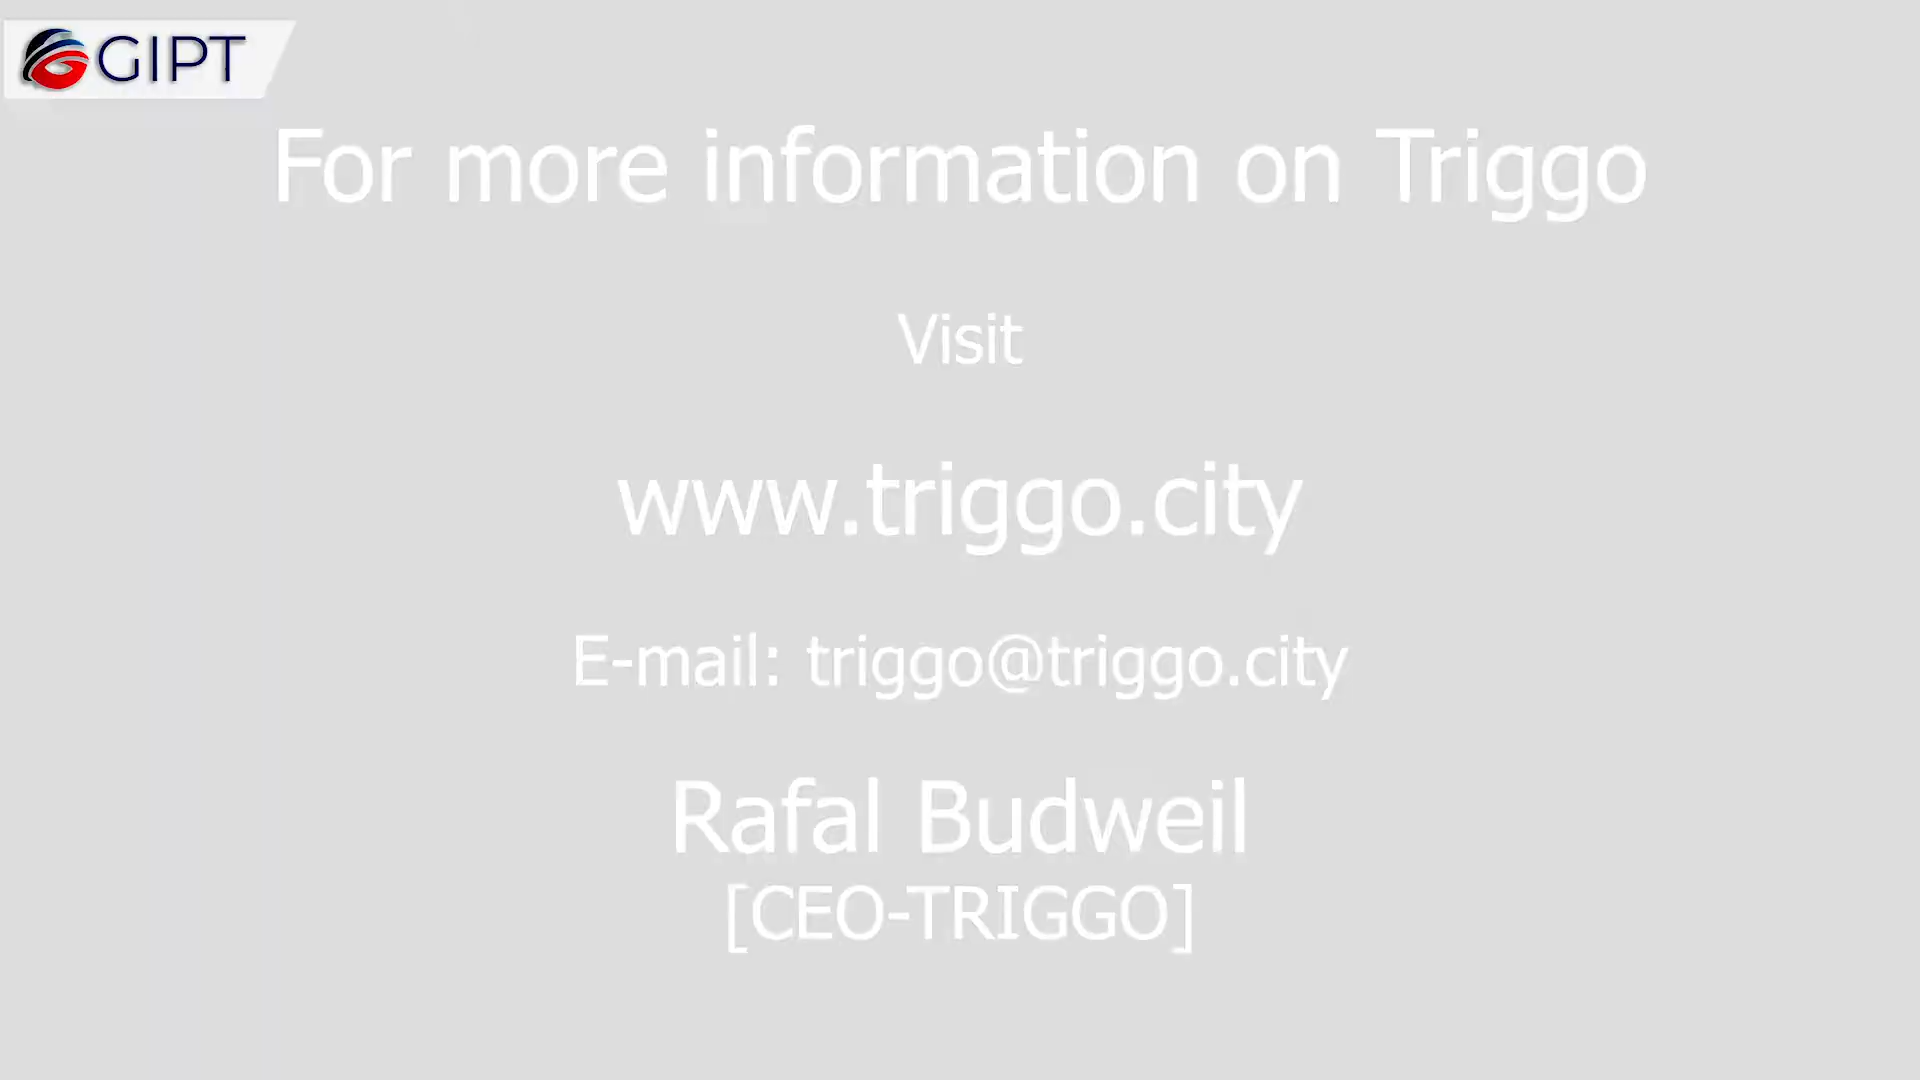 GIPT
For more information on Triggo
Visit
www.triggo.city
E-mail: triggo@triggo.city
Rafal Budweil
[CEO-TRIGGO]